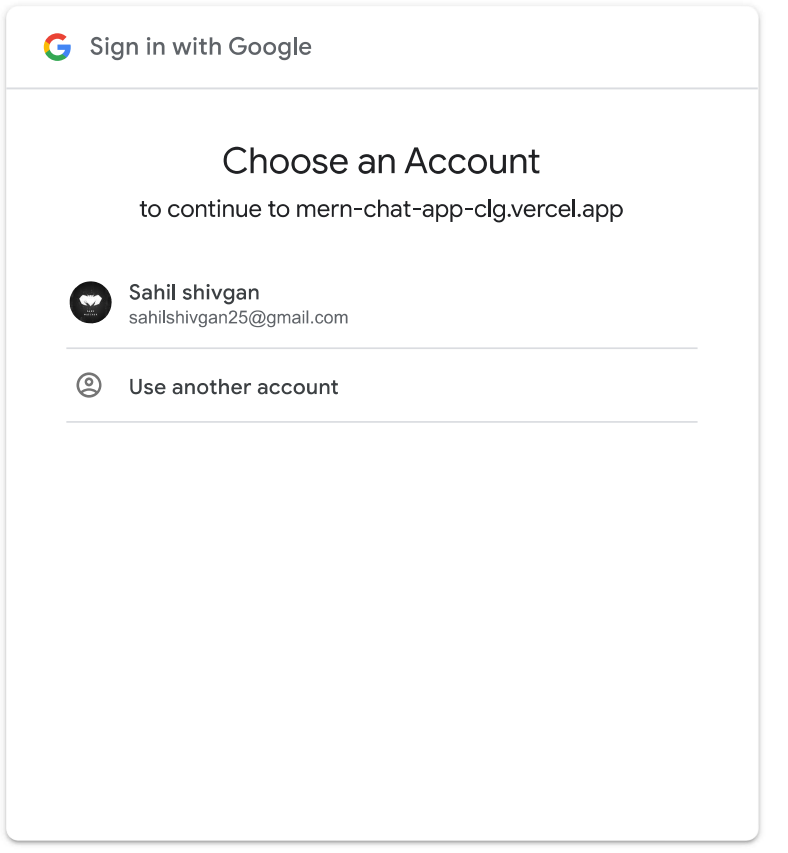 Sign in with Google
Choose an Account
to continue to mern-chat-app-clg.vercel.app
Sahil shivgan
sahilshivgan25@gmail.com
Use another account